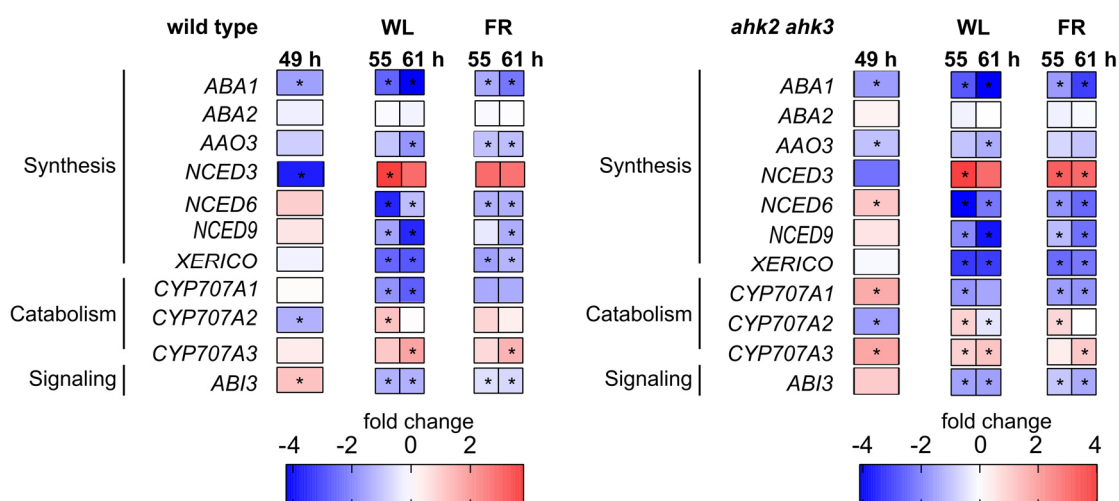 wild type WL FR
49 h 55 61 h 55 61 h
ABA1 * * * * *
ABA2
AAO3 * * *
Synthesis
NCED3 * *
NCED6 * * * *
NCED9 * * *
XERICO * * * *
CYP707A1 * *
Catabolism
CYP707A2 * *
CYP707A3 * *
Signaling
ABI3 * * * * *
fold change
-4 -2 0 2
ahk2 ahk3 WL FR
49 h 55 61 h 55 61 h
ABA1 * * * * *
ABA2
AAO3 * *
Synthesis
NCED3 * * *
NCED6 * * * * *
NCED9 * * * *
XERICO * * * *
CYP707A1 * * * *
Catabolism
CYP707A2 * * * *
CYP707A3 * * * *
Signaling
ABI3 * * * *
fold change
-4 -2 0 2 4